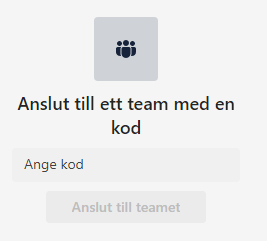 Anslut till ett team med en
kod
Ange kod
Anslut till teamet